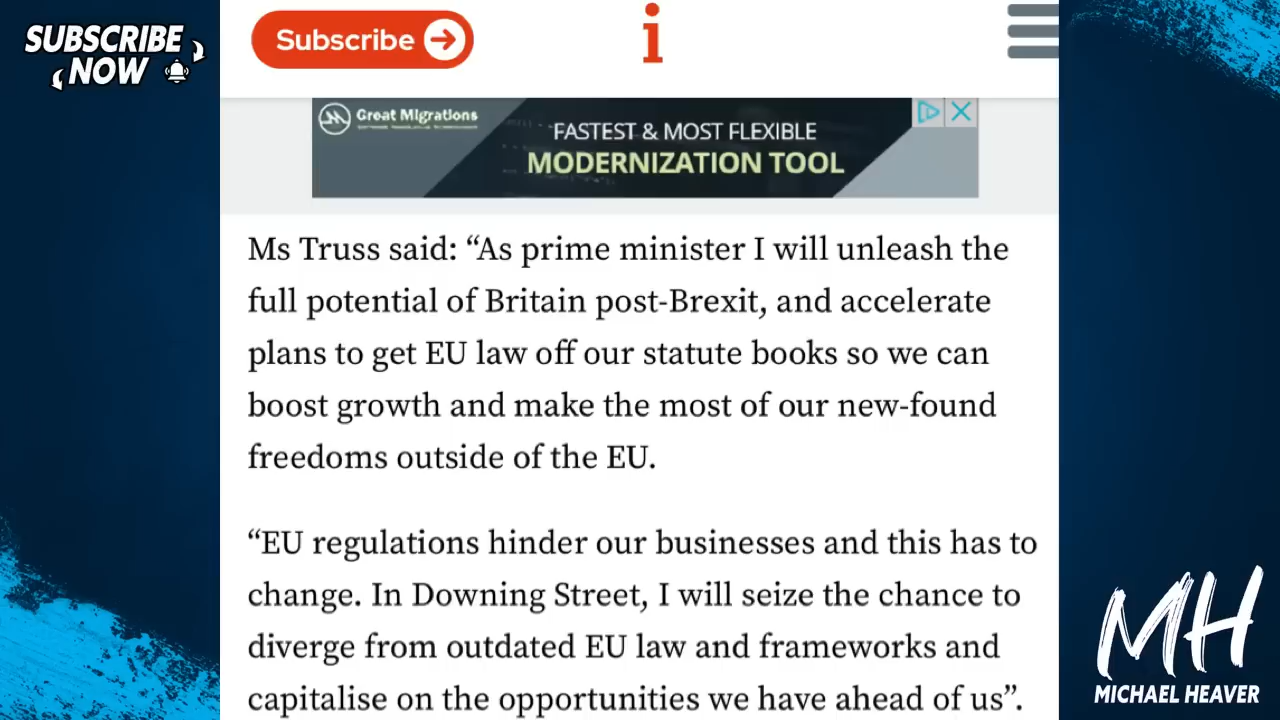 SUBSCRIBE
NOW
Subscribe
i
Great Migrations
FASTEST & MOST FLEXIBLE
MODERNIZATION TOOL
Ms Truss said: “As prime minister I will unleash the
full potential of Britain post-Brexit, and accelerate
plans to get EU law off our statute books so we can
boost growth and make the most of our new-found
freedoms outside of the EU.
“EU regulations hinder our businesses and this has to
change. In Downing Street, I will seize the chance to
diverge from outdated EU law and frameworks and
capitalise on the opportunities we have ahead of us”.
MH
MICHAEL HEAVER